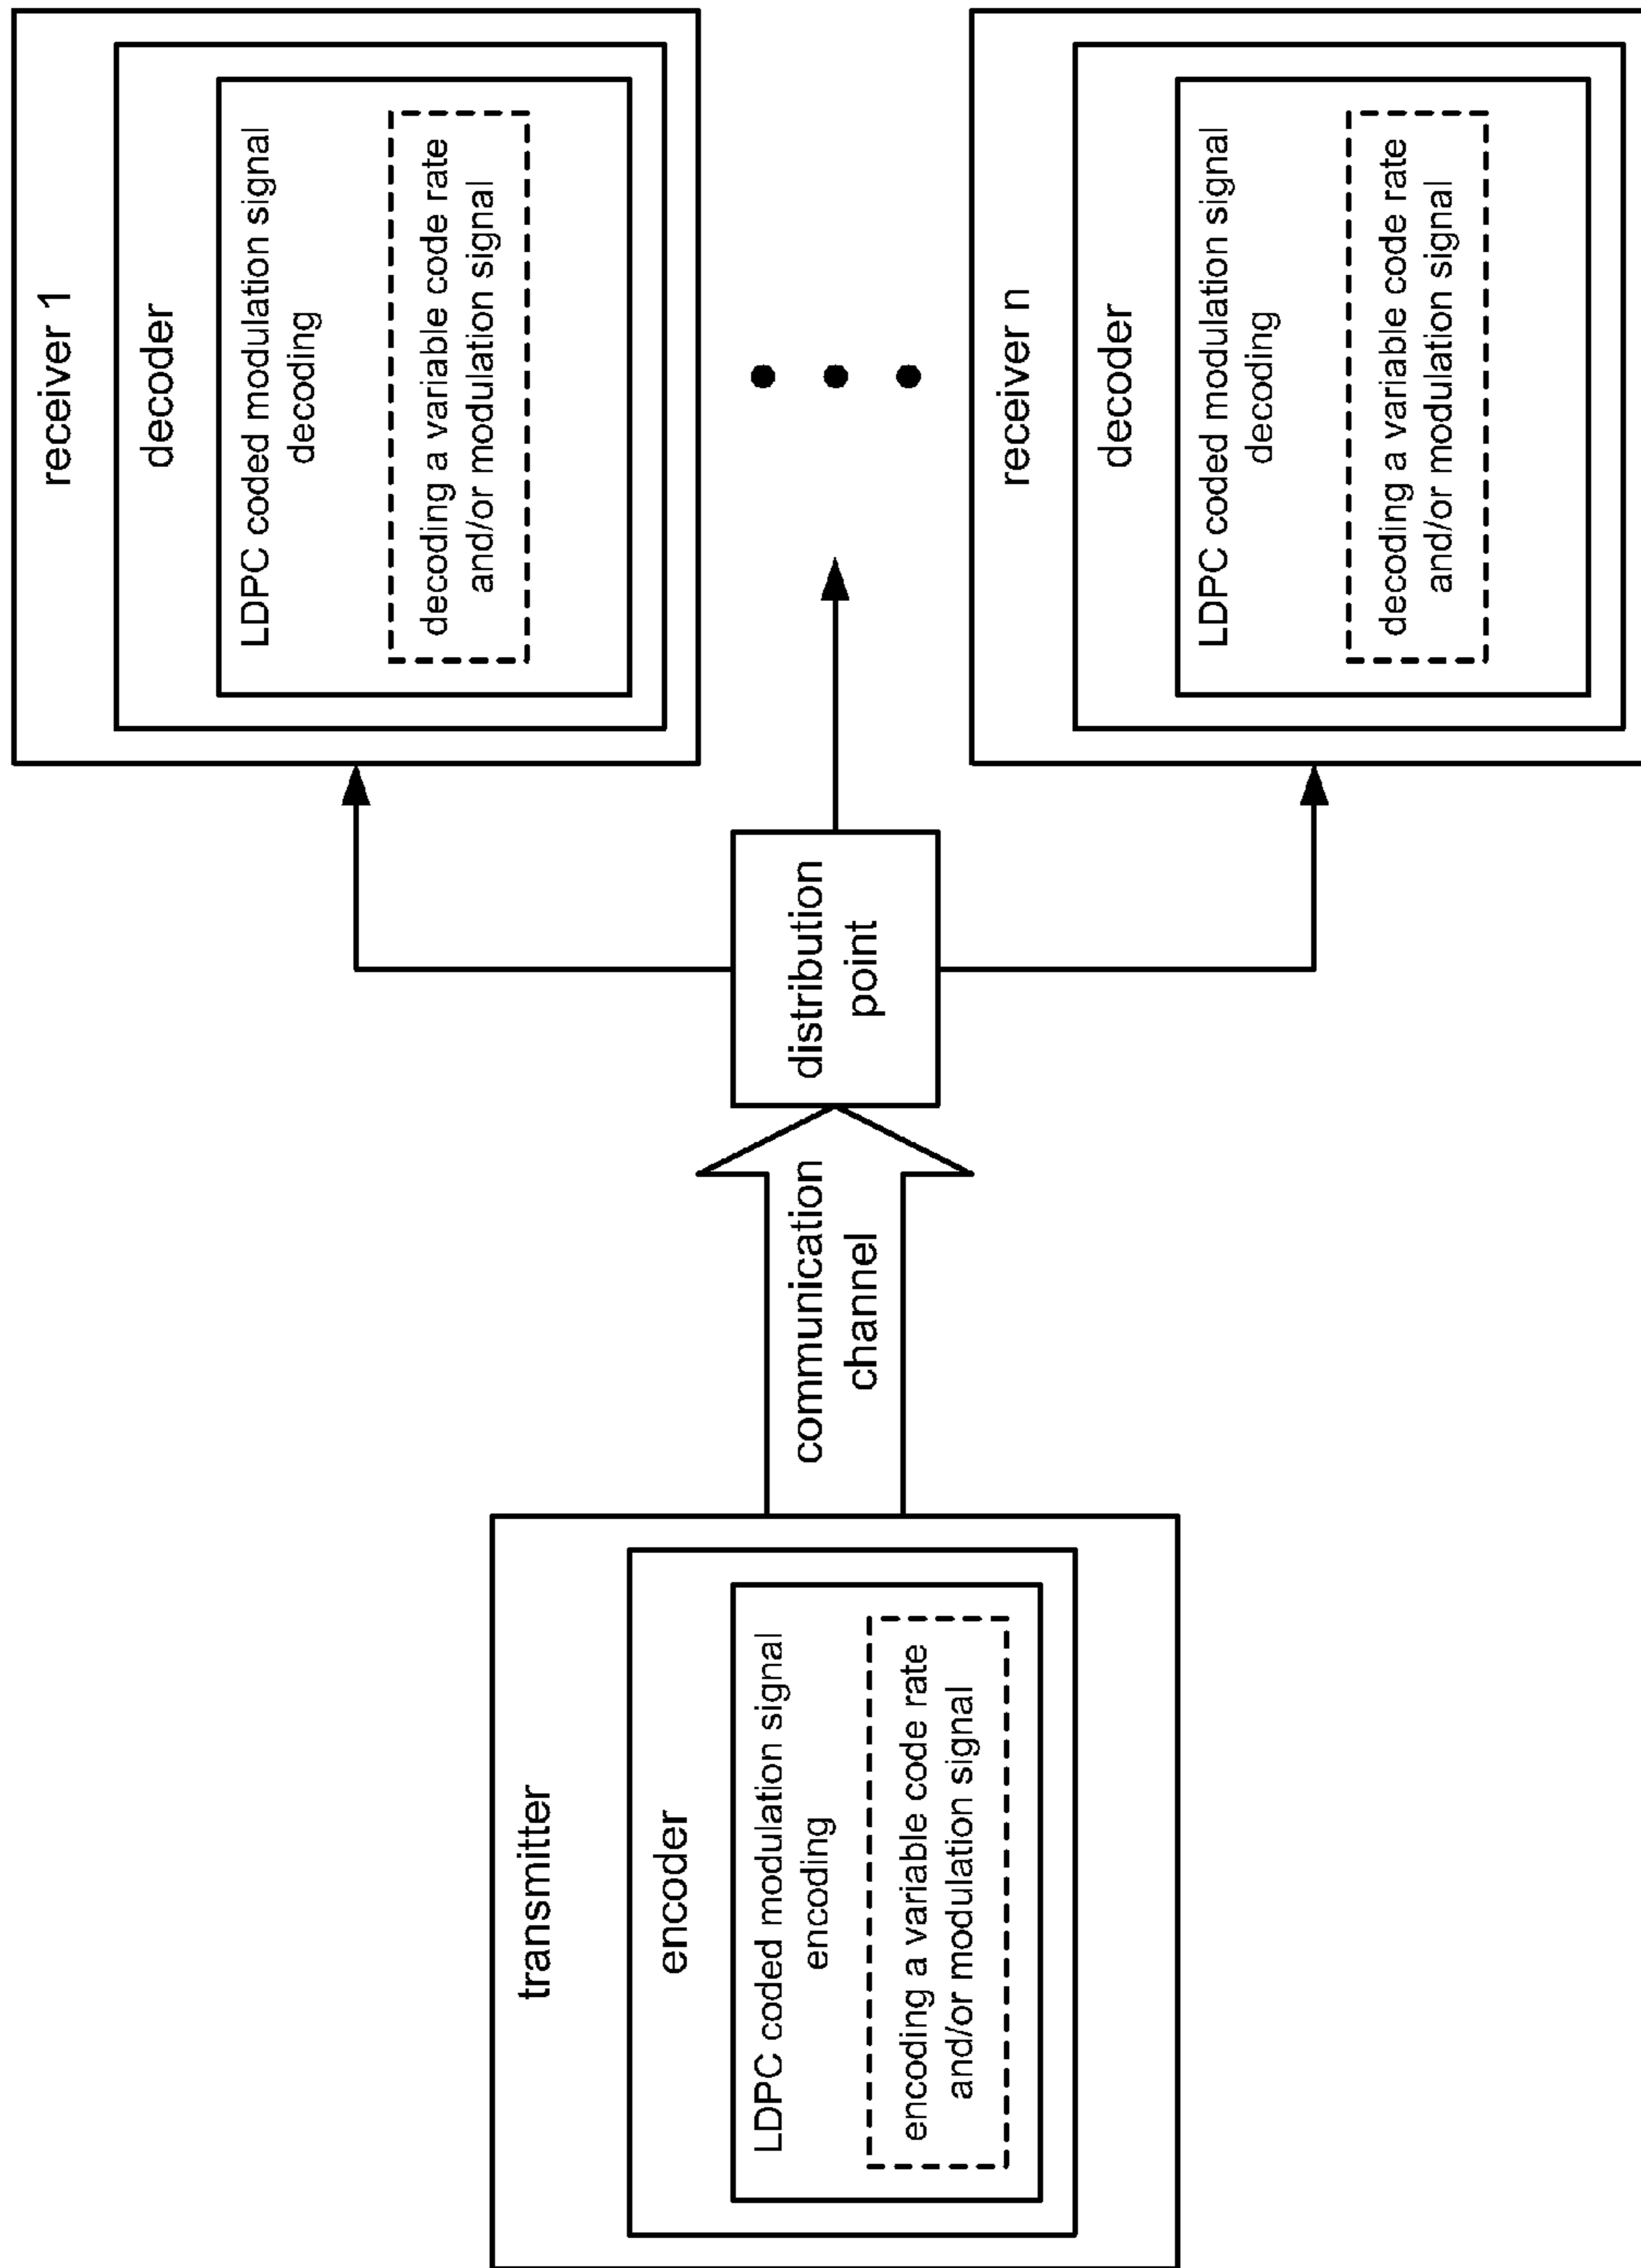 transmitter
encoder
LDPC coded modulation signal
encoding
encoding a variable code rate
and/or modulation signal
communication
channel
distribution
point
receiver 1
decoder
LDPC coded modulation signal
decoding
decoding a variable code rate
and/or modulation signal
receiver n
decoder
LDPC coded modulation signal
decoding
decoding a variable code rate
and/or modulation signal